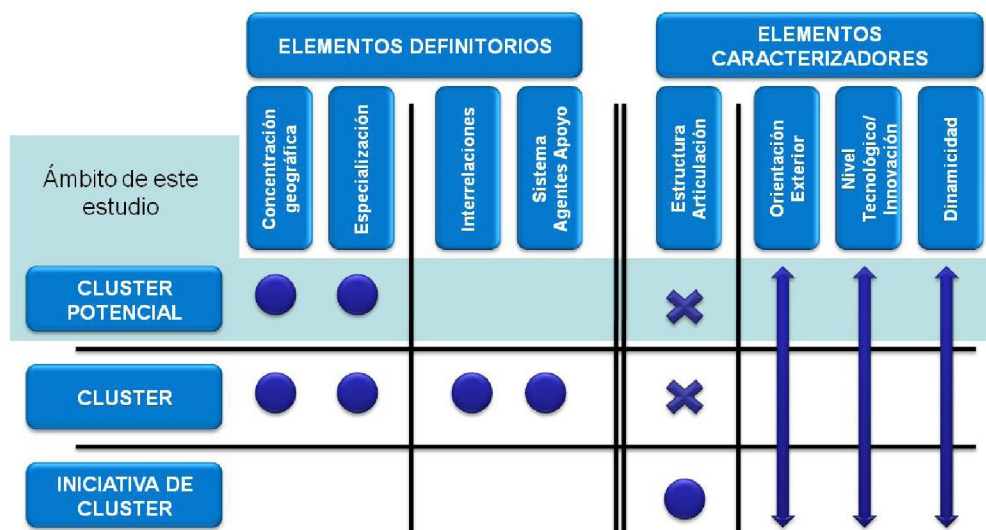 ELEMENTOS DEFINITORIOS
ELEMENTOS
CARACTERIZADORES
Concentración
geográfica
Especialización
Interrelaciones
Sistema
Agentes Apoyo
Estructura
Articulación
Orientación
Exterior
Nivel
Tecnológico/
Innovación
Dinamicidad
Ámbito de este
estudio
CLUSTER
POTENCIAL
CLUSTER
INICIATIVA DE
CLUSTER